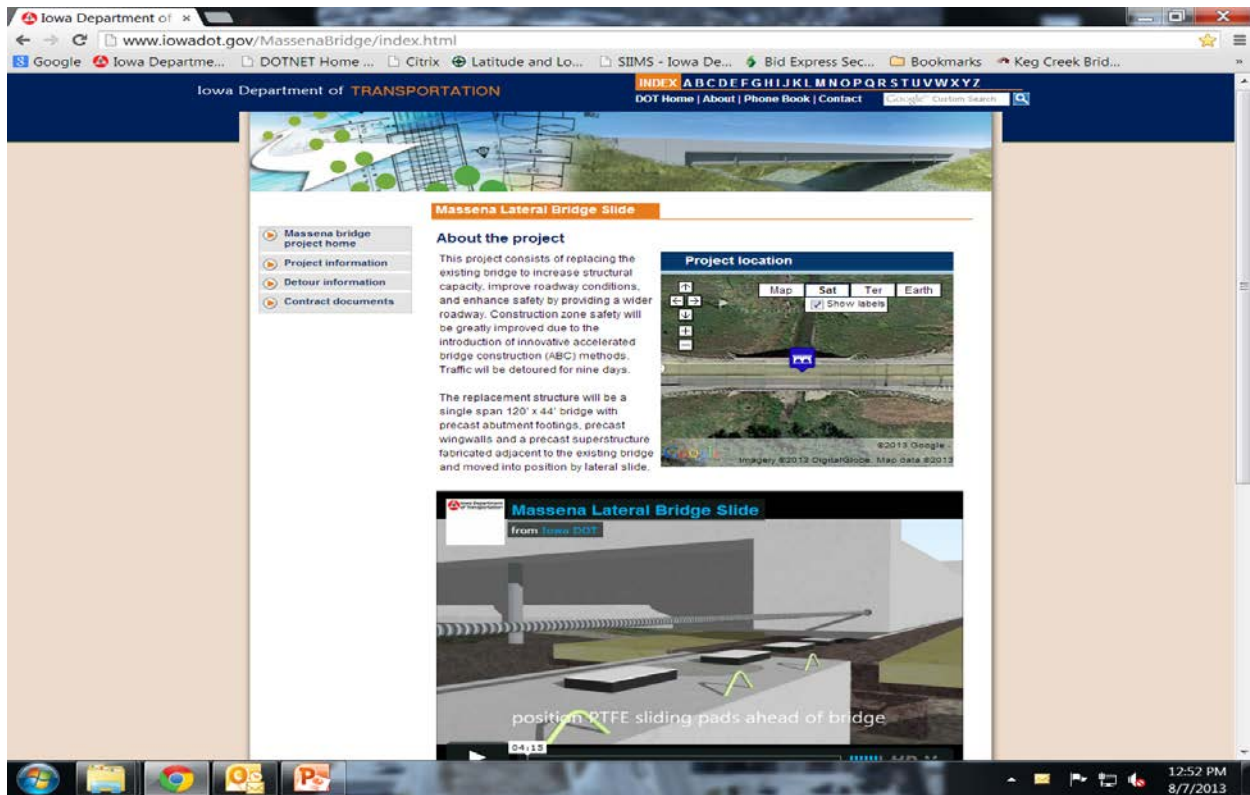 Iowa Department of ×
www.iowadot.gov/MassenaBridge/index.html
Google Iowa Departme... DOTNET Home ... Citrix Latitude and Lo... SIIMS - Iowa De... Bid Express Sec... Bookmarks Keg Creek Brid... »
Iowa Department of TRANSPORTATION
INDEX A B C D E F G H I J K L M N O P Q R S T U V W X Y Z
DOT Home | About | Phone Book | Contact Google Custom Search
Massena Lateral Bridge Slide
Massena bridge
project home
Project information
Detour information
Contract documents
About the project
This project consists of replacing the
existing bridge to increase structural
capacity, improve roadway conditions,
and enhance safety by providing a wider
roadway. Construction zone safety will
be greatly improved due to the
introduction of innovative accelerated
bridge construction (ABC) methods.
Traffic will be detoured for nine days.
The replacement structure will be a
single span 120' x 44' bridge with
precast abutment footings, precast
wingwalls and a precast superstructure
fabricated adjacent to the existing bridge
and moved into position by lateral slide.
Project location
Map Sat Ter Earth
Show labels
Google
©2013 Google -
Imagery ©2013 DigitalGlobe, Map data ©2013
Iowa Department
of Transportation
Massena Lateral Bridge Slide
from Iowa DOT
position PTFE sliding pads ahead of bridge
04:15
HD
12:52 PM
8/7/2013